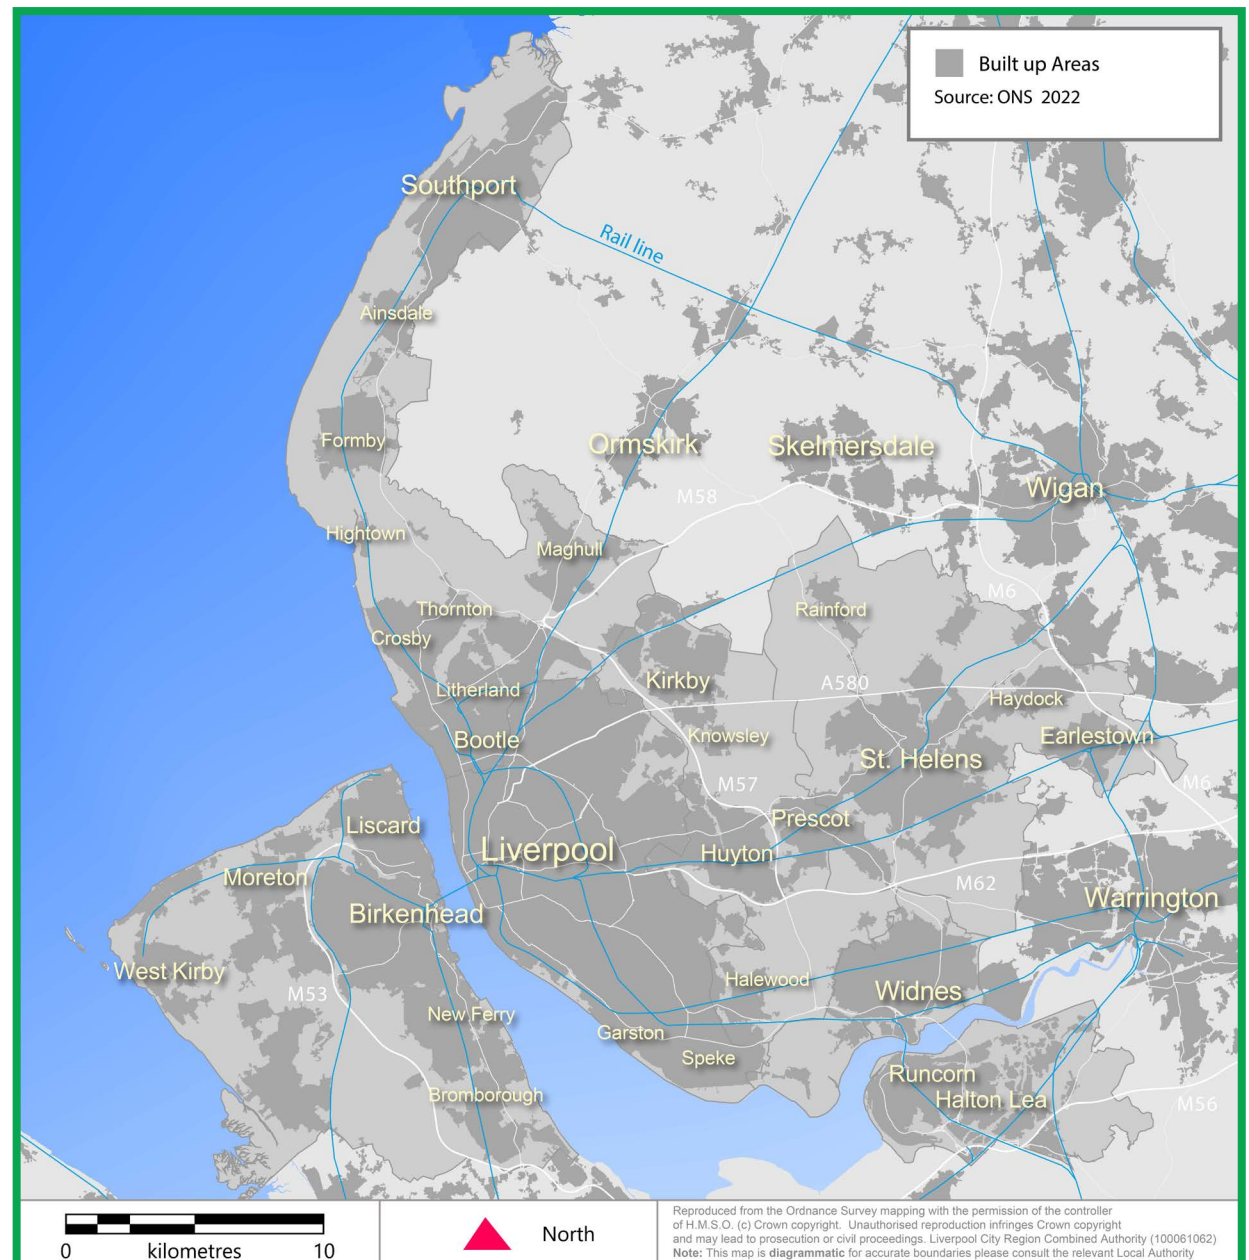 Built up Areas
Source: ONS 2022
Southport
Rail line
Ainsdale
Formby
Ormskirk
Skelmersdale
Wigan
M58
Hightown
Maghull
M6
Thornton
Rainford
Crosby
Litherland
Kirkby
A580
Haydock
Bootle
Knowsley
Earlestown
St. Helens
M57
M6
Liscard
Prescot
Liverpool
Huyton
Moreton
M62
Warrington
Birkenhead
West Kirby
Halewood
Widnes
M53
New Ferry
Garston
Speke
Runcorn
Bromborough
Halton Lea
M56
0 kilometres 10
North
Reproduced from the Ordnance Survey mapping with the permission of the controller
of H.M.S.O. (c) Crown copyright. Unauthorised reproduction infringes Crown copyright
and may lead to prosecution or civil proceedings. Liverpool City Region Combined Authority (100061062)
Note: This map is diagrammatic for accurate boundaries please consult the relevant Local Authority